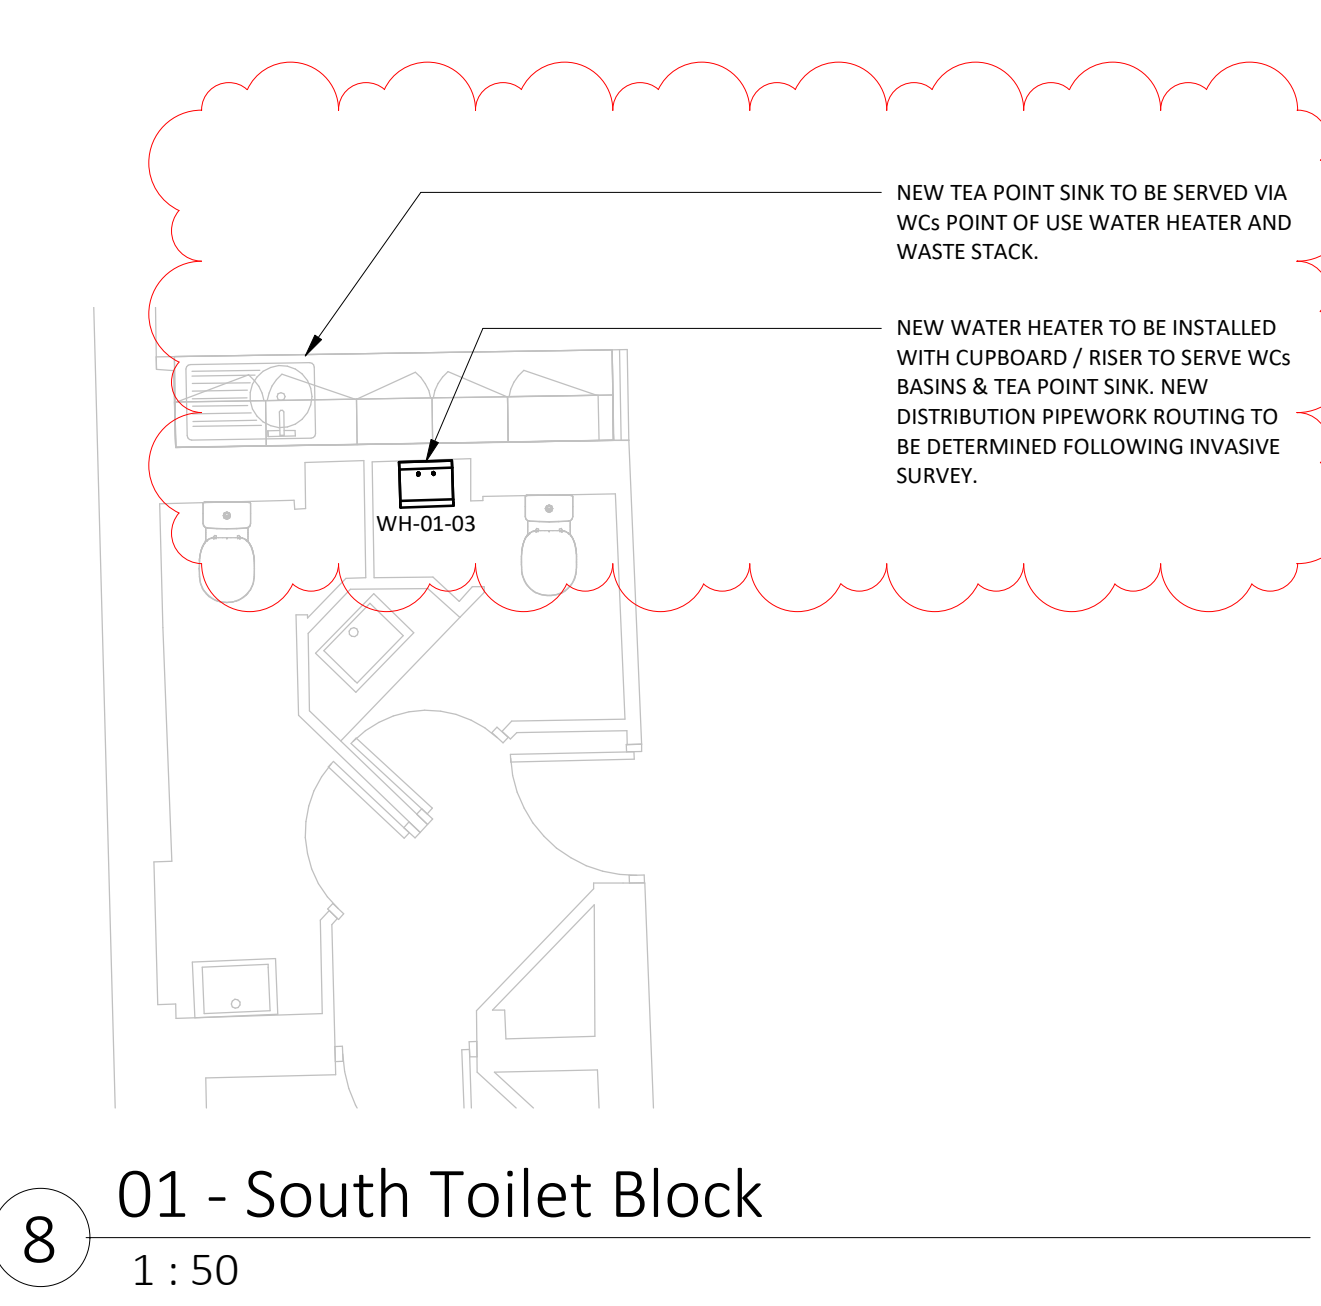 NEW TEA POINT SINK TO BE SERVED VIA
WCs POINT OF USE WATER HEATER AND
WASTE STACK.
NEW WATER HEATER TO BE INSTALLED
WITH CUPBOARD / RISER TO SERVE WCs
BASINS & TEA POINT SINK. NEW
DISTRIBUTION PIPEWORK ROUTING TO
BE DETERMINED FOLLOWING INVASIVE
SURVEY.
WH-01-03
8
01 - South Toilet Block
1 : 50